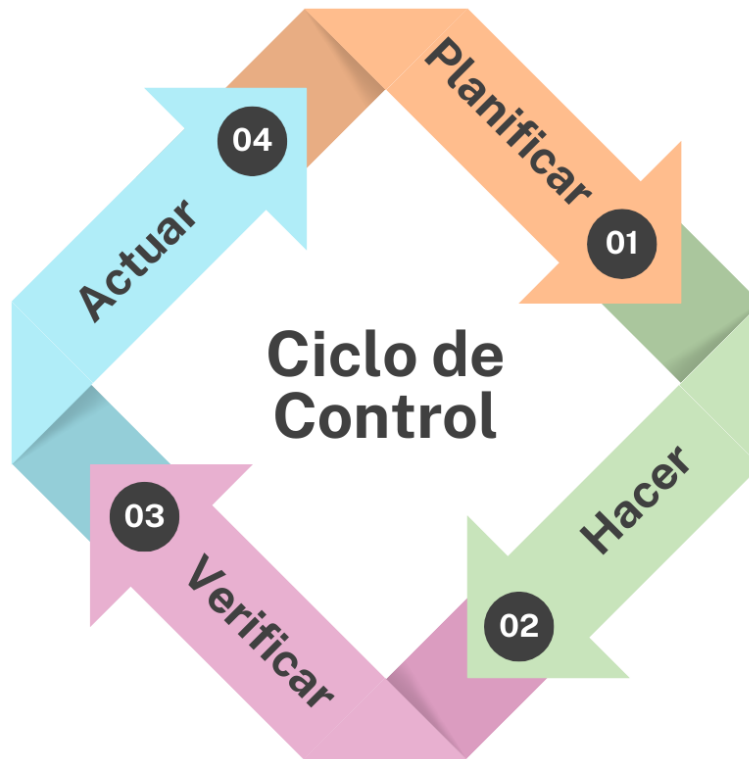 Ciclo de
Control
Planificar
01
Hacer
02
Verificar
03
Actuar
04